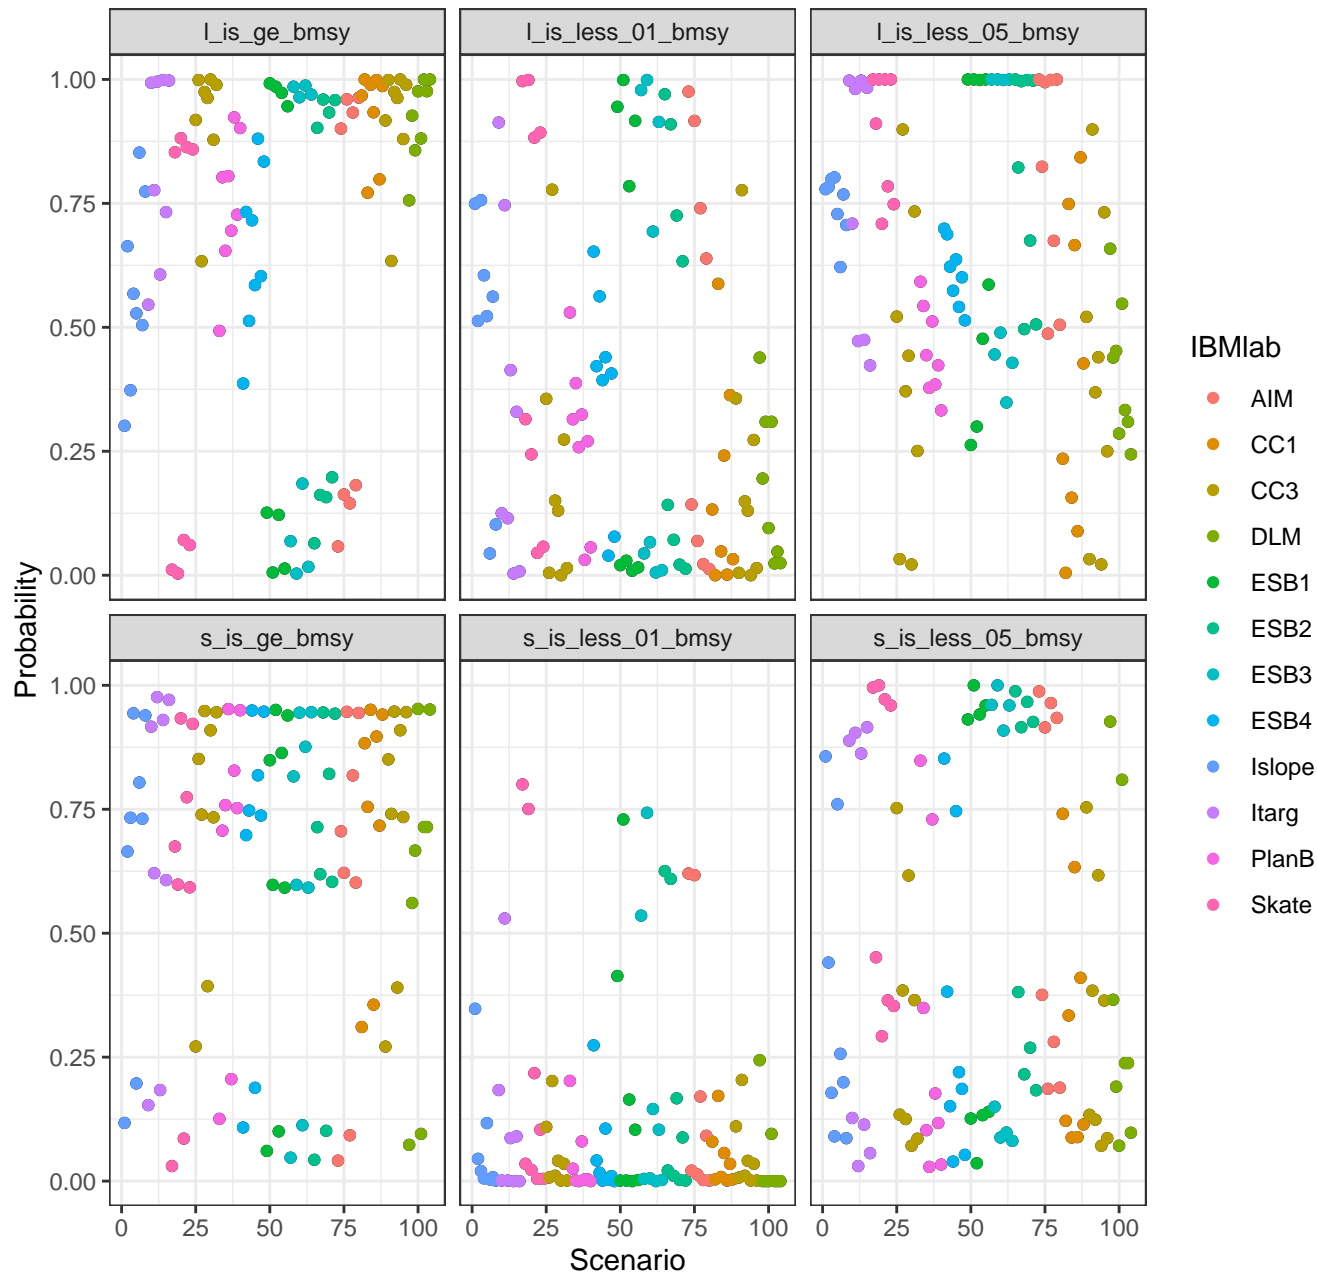 l_is_ge_bmsy
l_is_less_01_bmsy
l_is_less_05_bmsy
1.00
0.75
0.50
0.25
0.00
s_is_ge_bmsy
s_is_less_01_bmsy
s_is_less_05_bmsy
1.00
0.75
0.50
0.25
0.00
0 25 50 75 100
0 25 50 75 100
0 25 50 75 100
Scenario
Probability
IBMlab
AIM
CC1
CC3
DLM
ESB1
ESB2
ESB3
ESB4
Islope
Itarg
PlanB
Skate